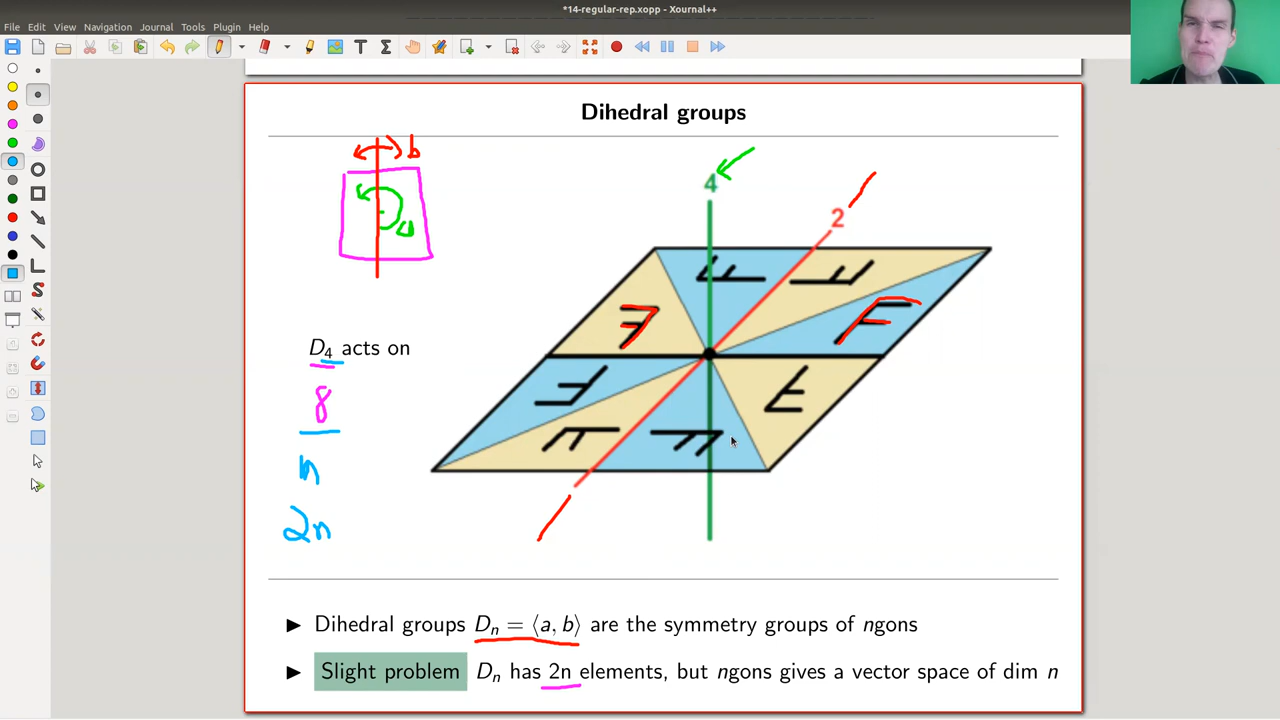 *14-regular-rep.xopp - Xournal++
File Edit View Navigation Journal Tools Plugin Help
Dihedral groups
b
a
4
2
F F F F F F F F
D4 acts on
8
n
2n
▶ Dihedral groups Dₙ = ⟨a, b⟩ are the symmetry groups of ngons
▶ Slight problem Dₙ has 2n elements, but ngons gives a vector space of dim n